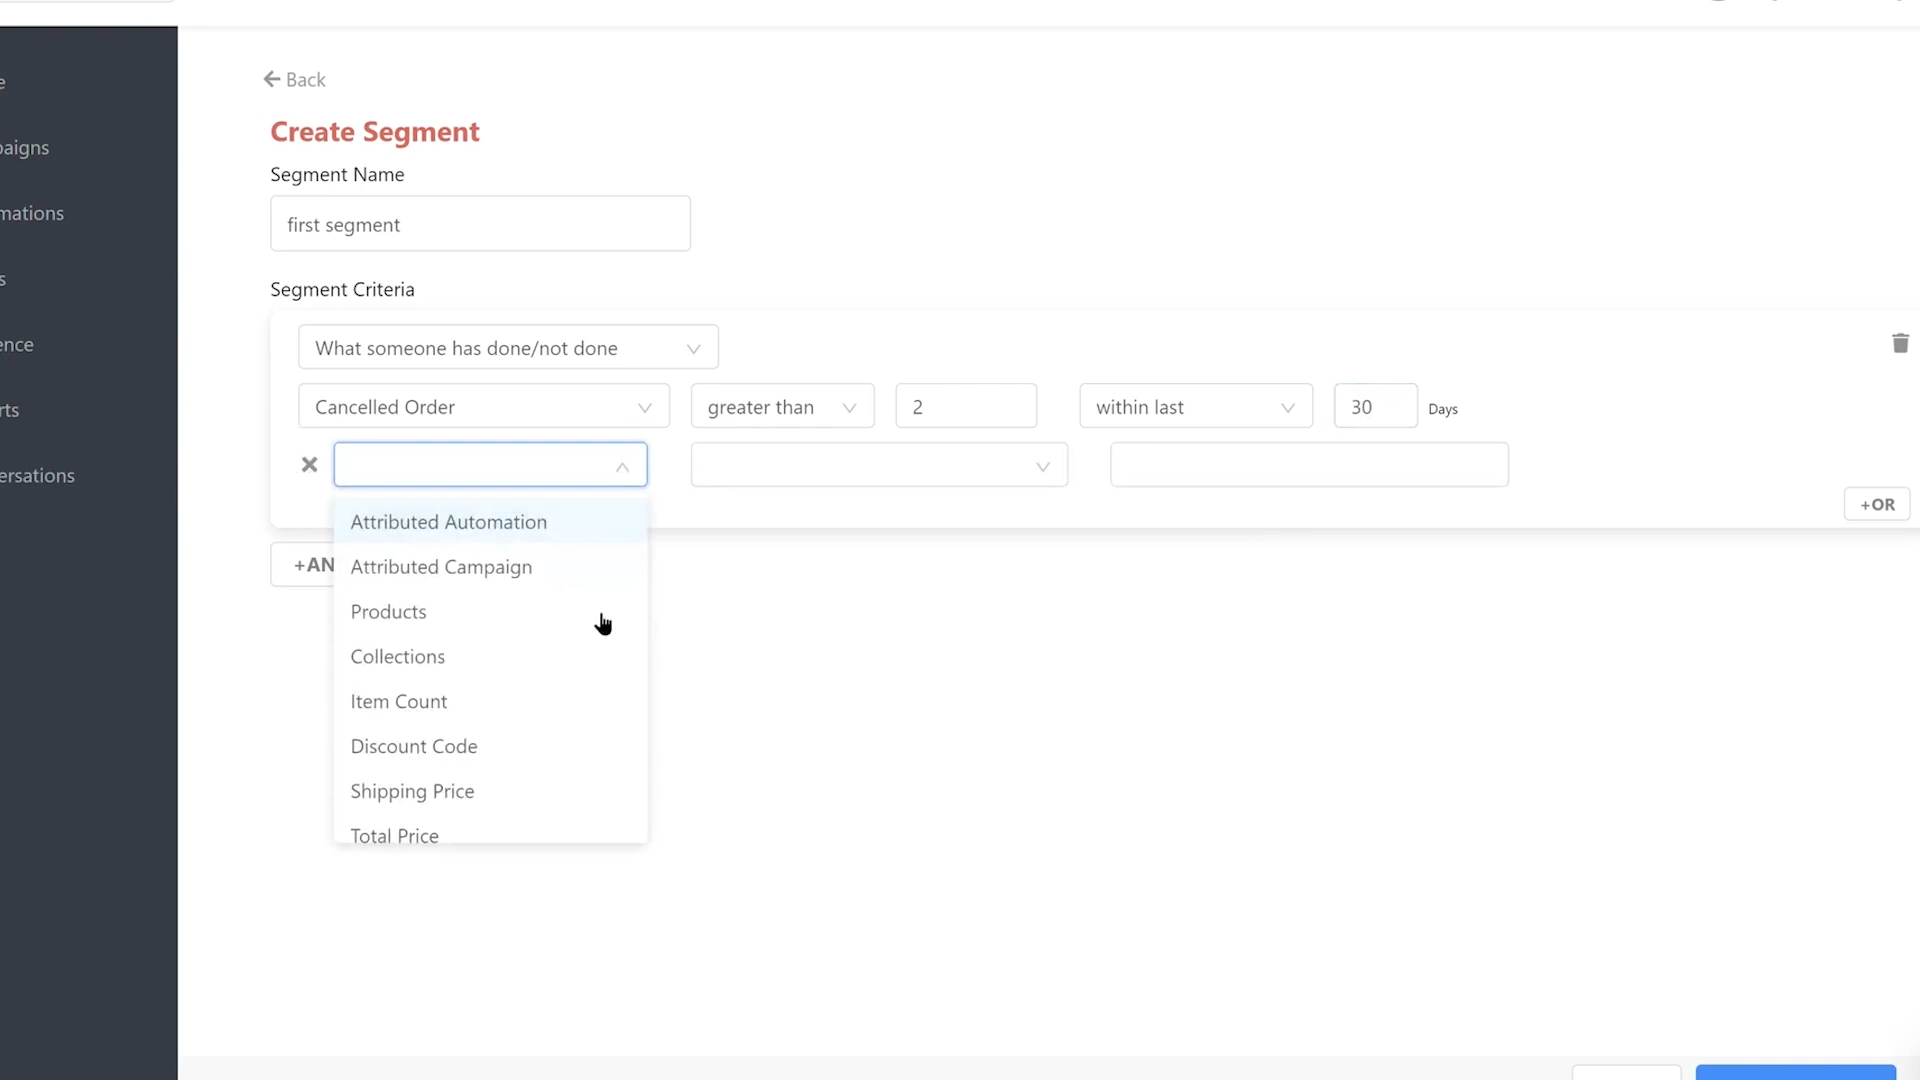 Back
Create Segment
Segment Name
first segment
Segment Criteria
What someone has done/not done
Cancelled Order greater than 2 within last 30 Days
Attributed Automation
Attributed Campaign
Products
Collections
Item Count
Discount Code
Shipping Price
Total Price
+OR
+AN
e
paigns
mations
s
ence
rts
ersations